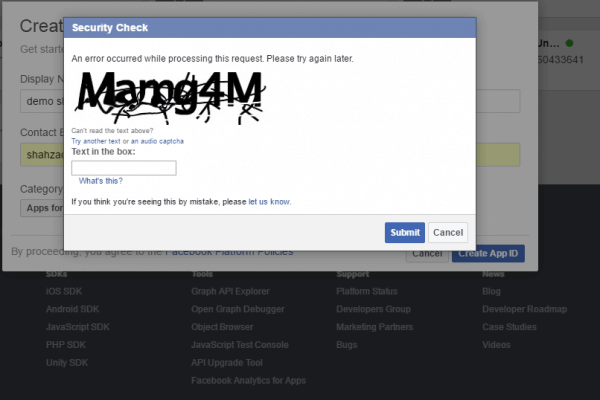 Creat
Get starte
Display N
demo s
Contact E
shahzad
Category
Apps fo
Security Check
An error occurred while processing this request. Please try again later.
Can't read the text above?
Try another text or an audio captcha
Text in the box:
What's this?
If you think you're seeing this by mistake, please let us know.
Submit Cancel
Un...
60433641
By proceeding, you agree to the Facebook Platform Policies
Cancel Create App ID
SDKs
iOS SDK
Android SDK
JavaScript SDK
PHP SDK
Unity SDK
Tools
Graph API Explorer
Open Graph Debugger
Object Browser
JavaScript Test Console
API Upgrade Tool
Facebook Analytics for Apps
Support
Platform Status
Developers Group
Marketing Partners
Bugs
News
Blog
Developer Roadmap
Case Studies
Videos